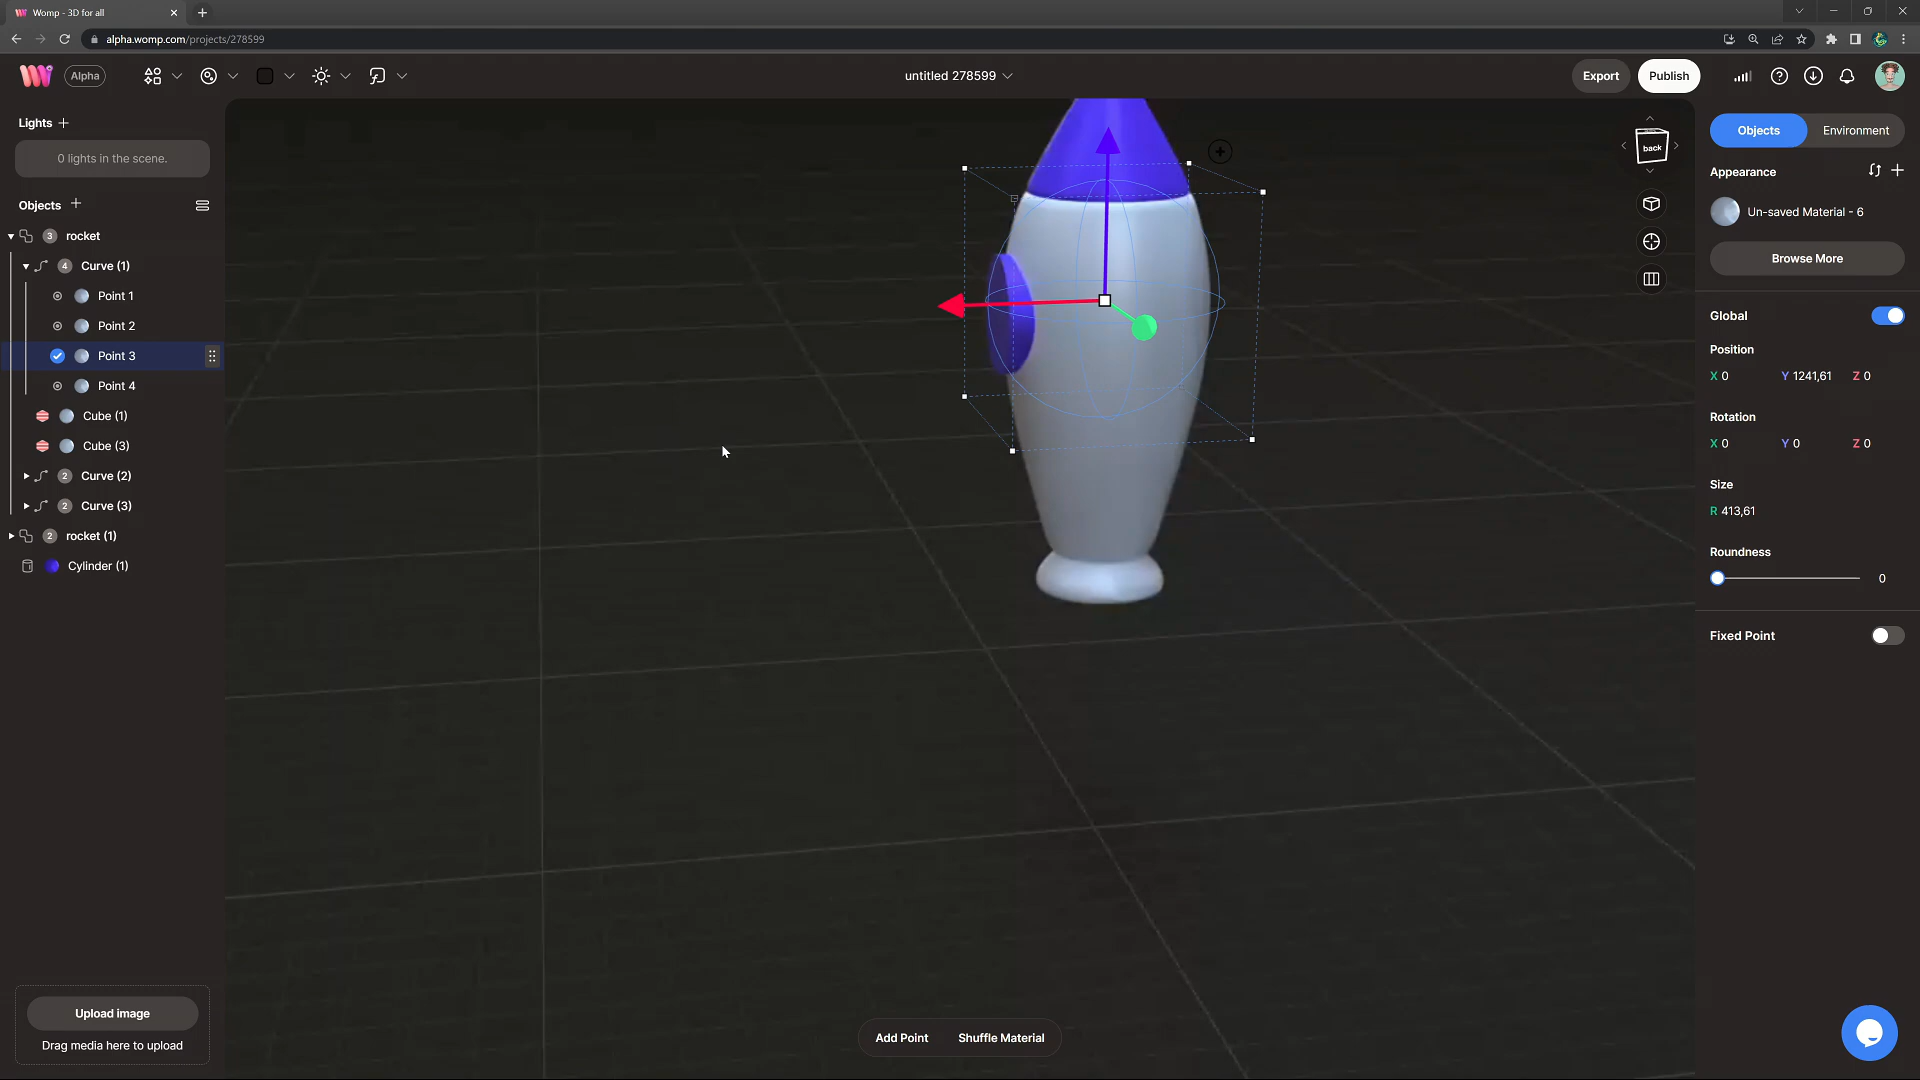 Womp - 3D for all
alpha.womp.com/projects/278599
Alpha
untitled 278599
Export
Publish
Lights
0 lights in the scene.
Objects
3 rocket
4 Curve (1)
Point 1
Point 2
Point 3
Point 4
Cube (1)
Cube (3)
2 Curve (2)
2 Curve (3)
2 rocket (1)
Cylinder (1)
Upload image
Drag media here to upload
back
Add Point
Shuffle Material
Objects
Environment
Appearance
Un-saved Material - 6
Browse More
Global
Position
X 0 Y 1241,61 Z 0
Rotation
X 0 Y 0 Z 0
Size
R 413,61
Roundness
0
Fixed Point